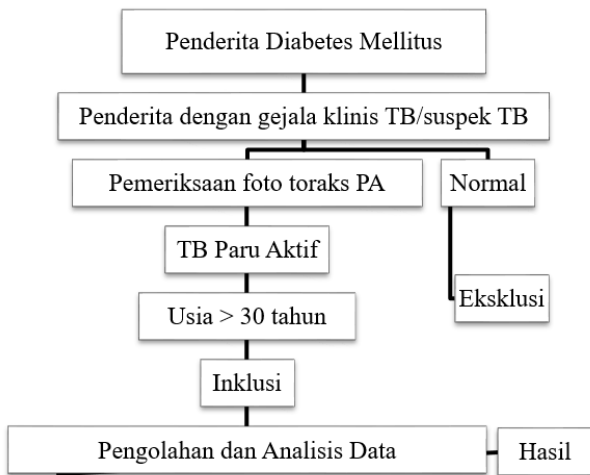 Penderita Diabetes Mellitus
Penderita dengan gejala klinis TB/suspek TB
Pemeriksaan foto toraks PA
Normal
TB Paru Aktif
Eksklusi
Usia > 30 tahun
Inklusi
Pengolahan dan Analisis Data
Hasil